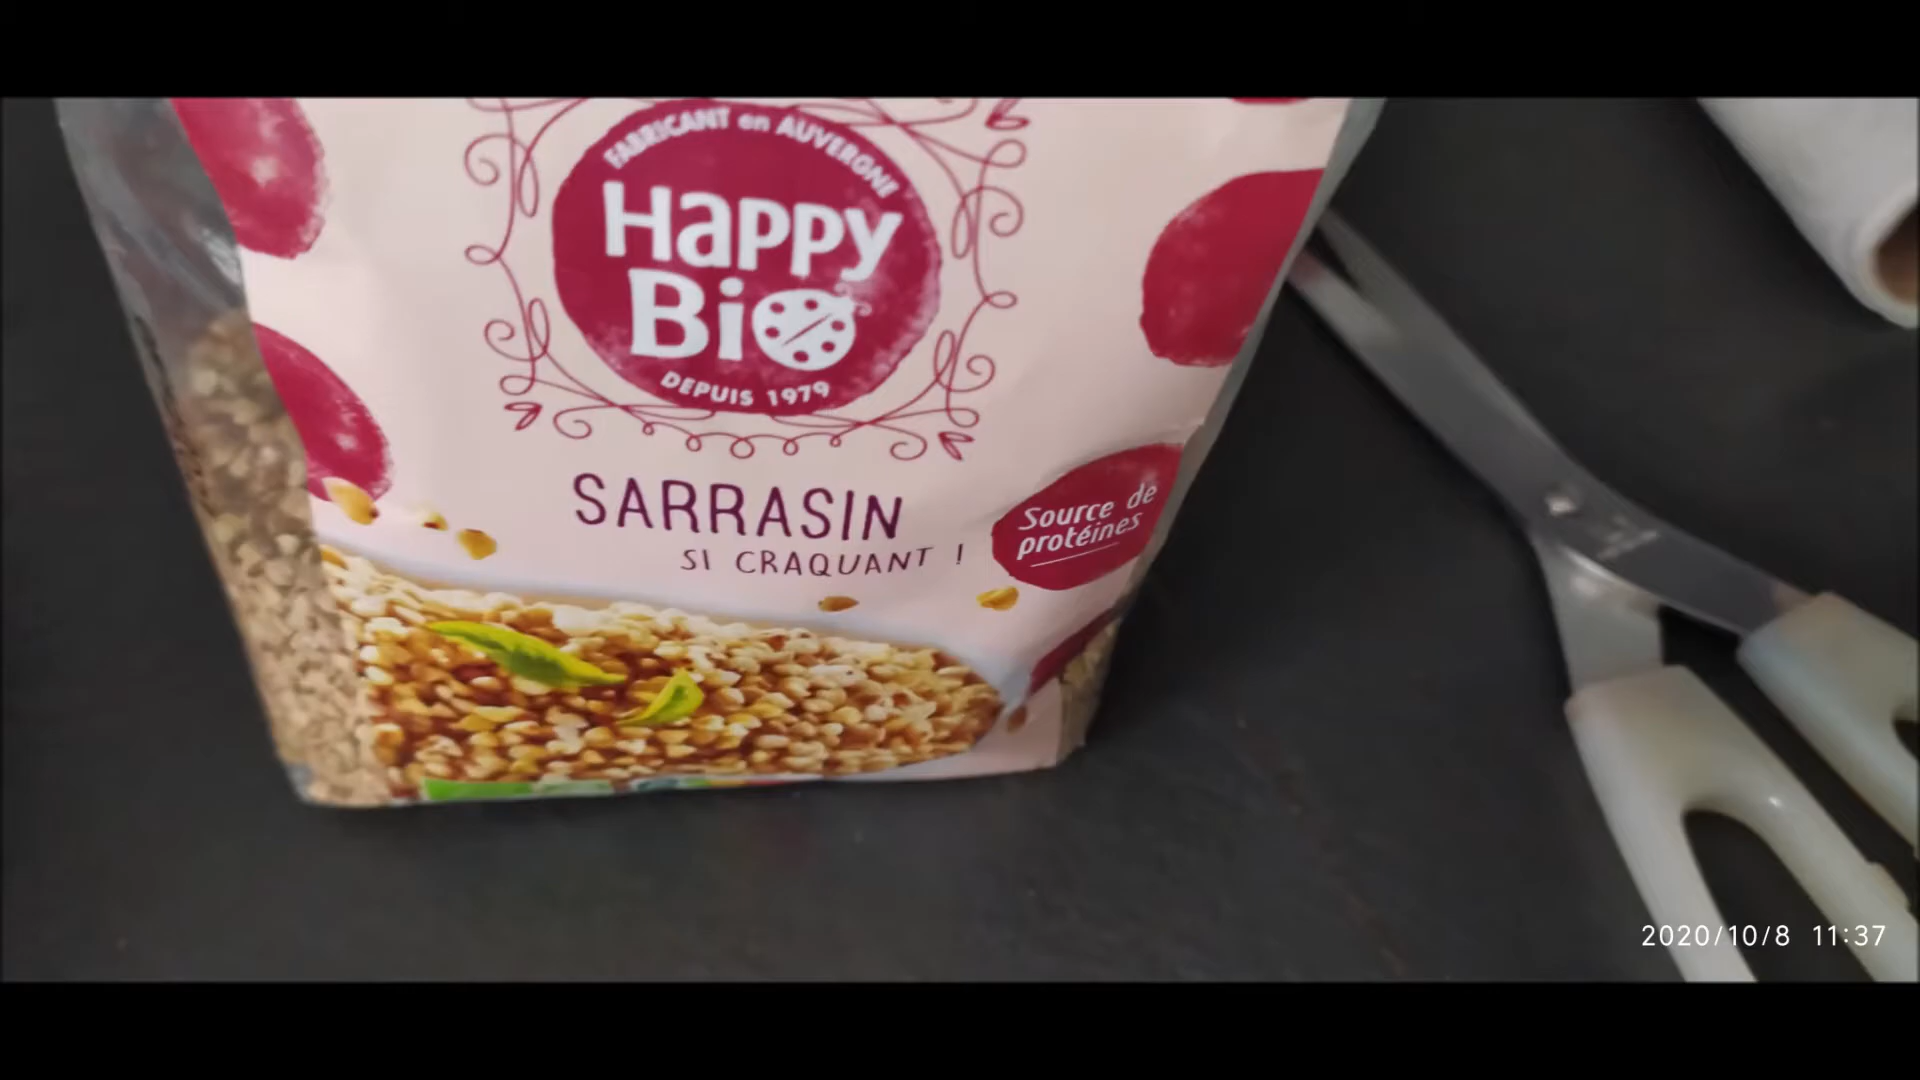 FABRICANT en AUVERGNE
Happy
Bio
DEPUIS 1979
SARRASIN
SI CRAQUANT !
Source de
protéines
2020/10/8 11:37